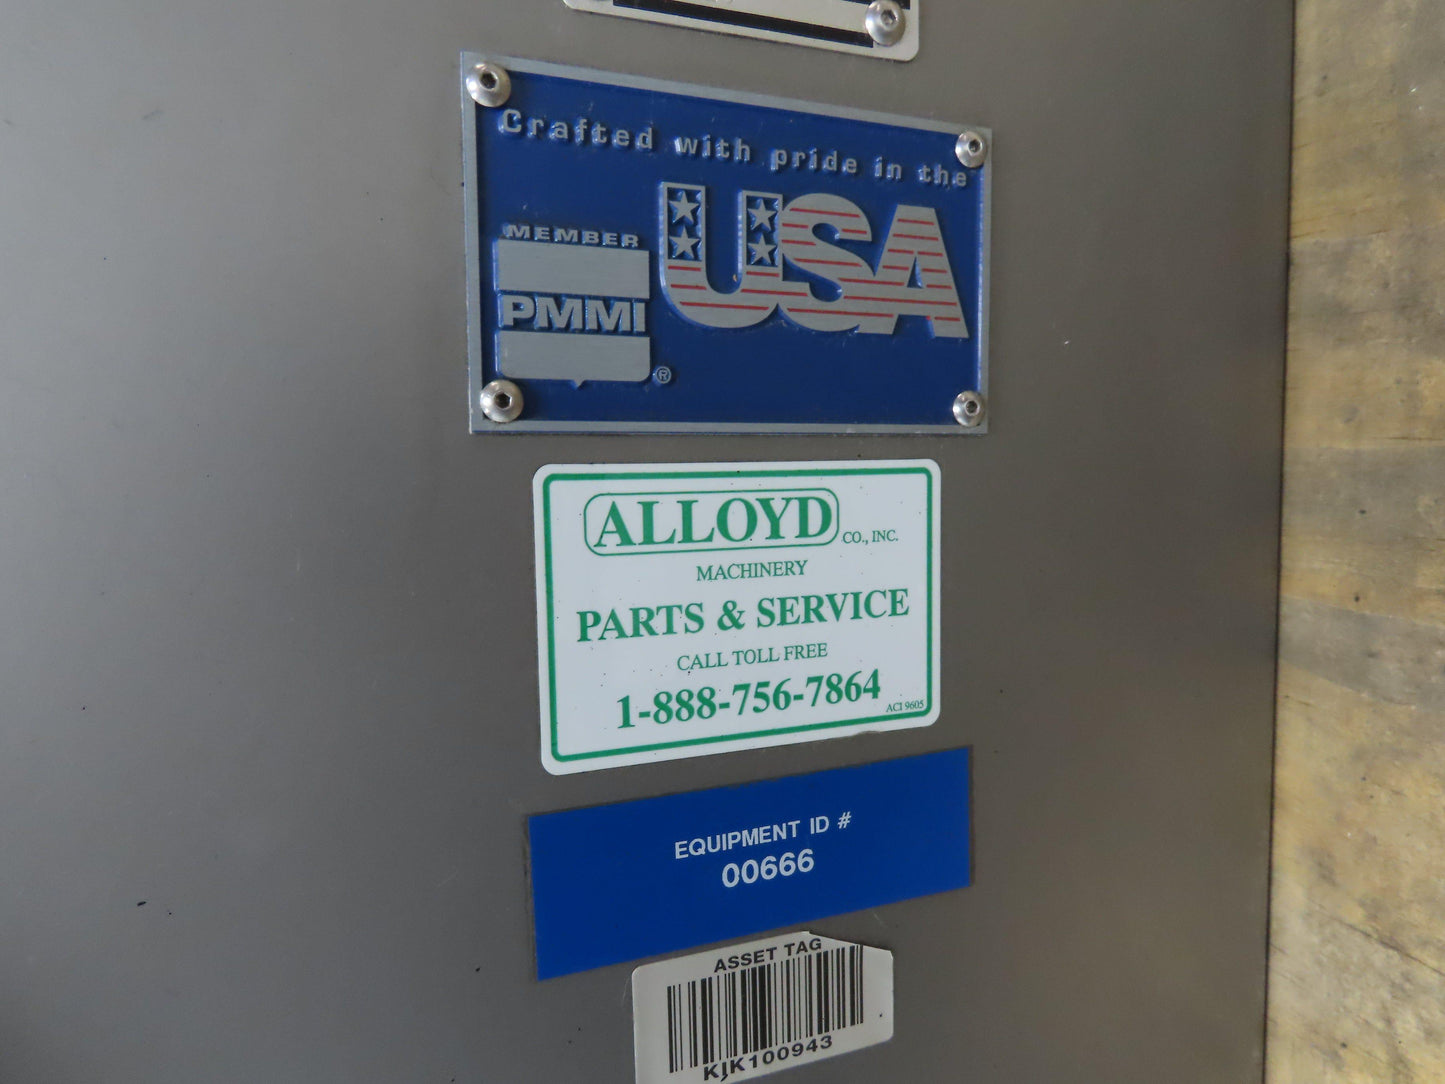 Crafted with pride in the
USA
MEMBER
PMMI
®
ALLOYD CO., INC.
MACHINERY
PARTS & SERVICE
CALL TOLL FREE
1-888-756-7864
ACI 9605
EQUIPMENT ID #
00666
ASSET TAG
KJK100943